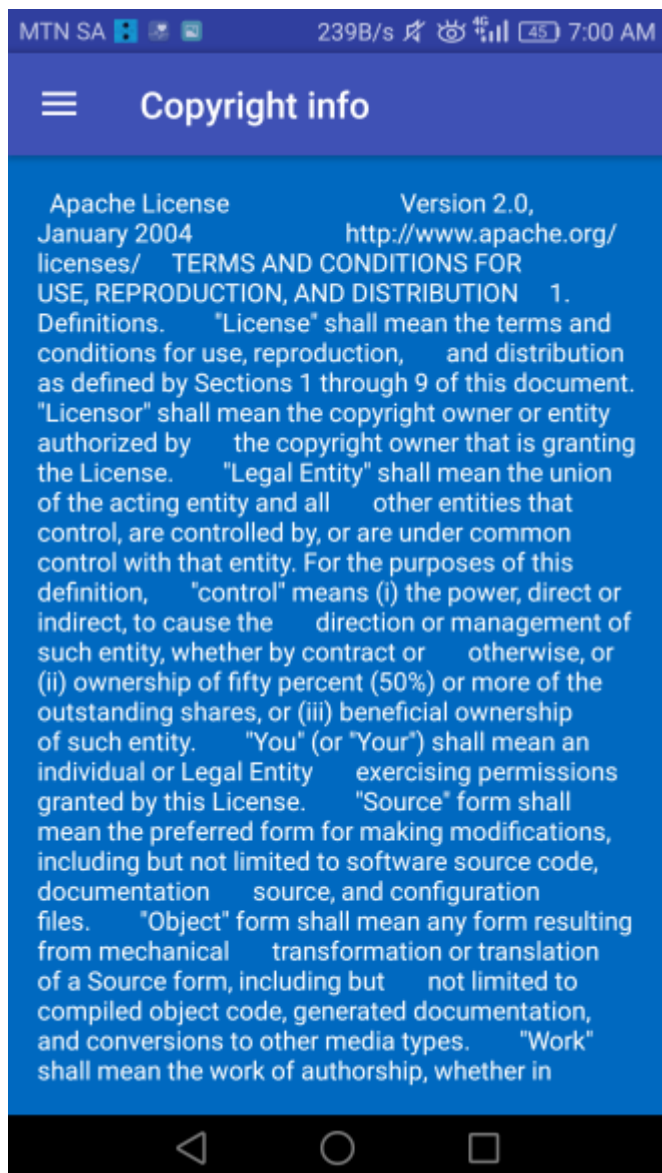 MTN SA 239B/s 4G 45 7:00 AM
Copyright info
Apache License Version 2.0,
January 2004 http://www.apache.org/
licenses/ TERMS AND CONDITIONS FOR
USE, REPRODUCTION, AND DISTRIBUTION 1.
Definitions. "License" shall mean the terms and
conditions for use, reproduction, and distribution
as defined by Sections 1 through 9 of this document.
"Licensor" shall mean the copyright owner or entity
authorized by the copyright owner that is granting
the License. "Legal Entity" shall mean the union
of the acting entity and all other entities that
control, are controlled by, or are under common
control with that entity. For the purposes of this
definition, "control" means (i) the power, direct or
indirect, to cause the direction or management of
such entity, whether by contract or otherwise, or
(ii) ownership of fifty percent (50%) or more of the
outstanding shares, or (iii) beneficial ownership
of such entity. "You" (or "Your") shall mean an
individual or Legal Entity exercising permissions
granted by this License. "Source" form shall
mean the preferred form for making modifications,
including but not limited to software source code,
documentation source, and configuration
files. "Object" form shall mean any form resulting
from mechanical transformation or translation
of a Source form, including but not limited to
compiled object code, generated documentation,
and conversions to other media types. "Work"
shall mean the work of authorship, whether in